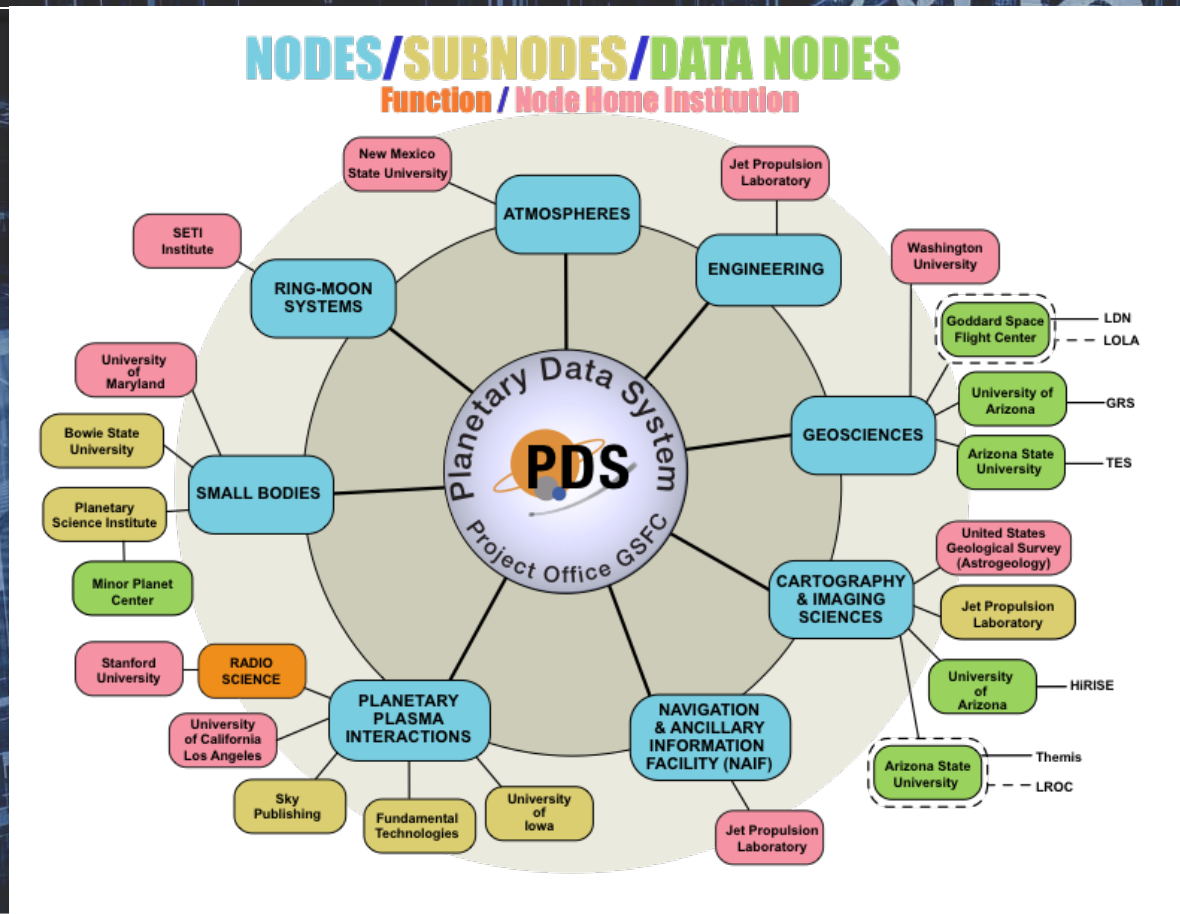 NODES/SUBNODES/DATA NODES
Function / Node Home Institution
New Mexico
State University
Jet Propulsion
Laboratory
ATMOSPHERES
SETI
Institute
Washington
University
ENGINEERING
RING-MOON
SYSTEMS
Goddard Space
Flight Center
LDN
LOLA
University
of
Maryland
University of
Arizona
GRS
Bowie State
University
GEOSCIENCES
Arizona State
University
TES
Planetary Data System
PDS
Project Office GSFC
SMALL BODIES
Planetary
Science Institute
United States
Geological Survey
(Astrogeology)
Minor Planet
Center
CARTOGRAPHY
& IMAGING
SCIENCES
Jet Propulsion
Laboratory
Stanford
University
RADIO
SCIENCE
University
of
Arizona
HiRISE
PLANETARY
PLASMA
INTERACTIONS
NAVIGATION
& ANCILLARY
INFORMATION
FACILITY (NAIF)
University
of California
Los Angeles
Arizona State
University
Themis
LROC
Sky
Publishing
Fundamental
Technologies
University
of
Iowa
Jet Propulsion
Laboratory